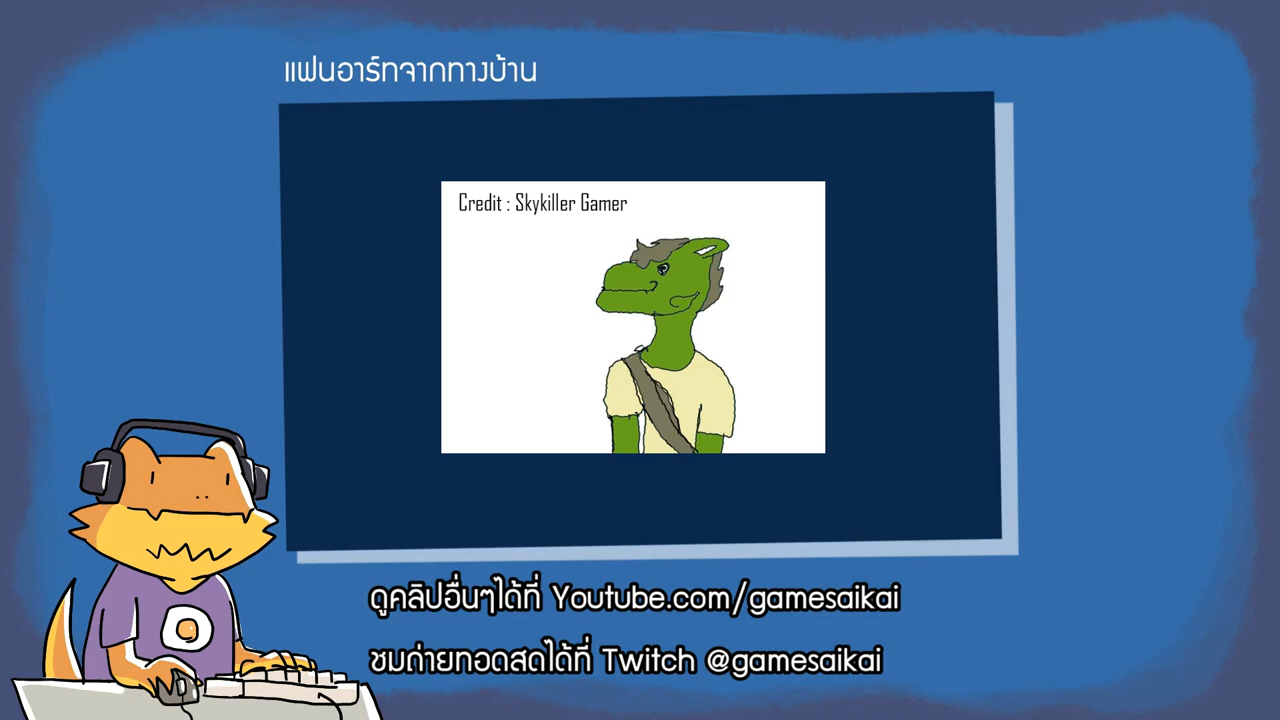 แฟนอาร์ทจากทางบ้าน
Credit : Skykiller Gamer
ดูคลิปอื่นๆได้ที่ Youtube.com/gamesaikai
ชมถ่ายทอดสดได้ที่ Twitch @gamesaikai